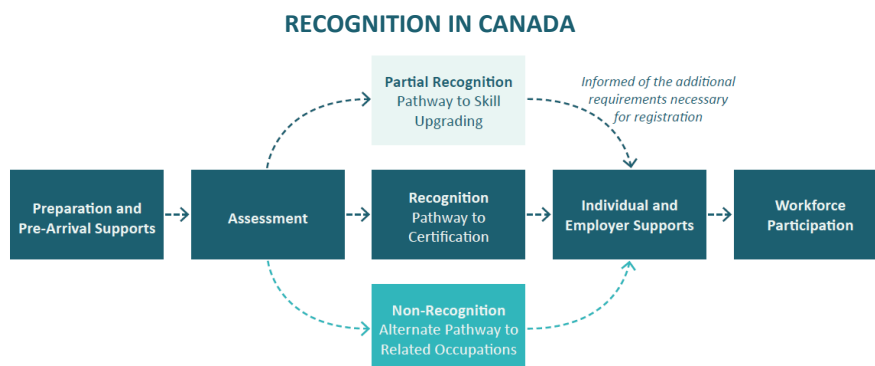 RECOGNITION IN CANADA
Partial Recognition
Pathway to Skill
Upgrading
Informed of the additional
requirements necessary
for registration
Preparation and
Pre-Arrival Supports
Assessment
Recognition
Pathway to
Certification
Individual and
Employer Supports
Workforce
Participation
Non-Recognition
Alternate Pathway to
Related Occupations